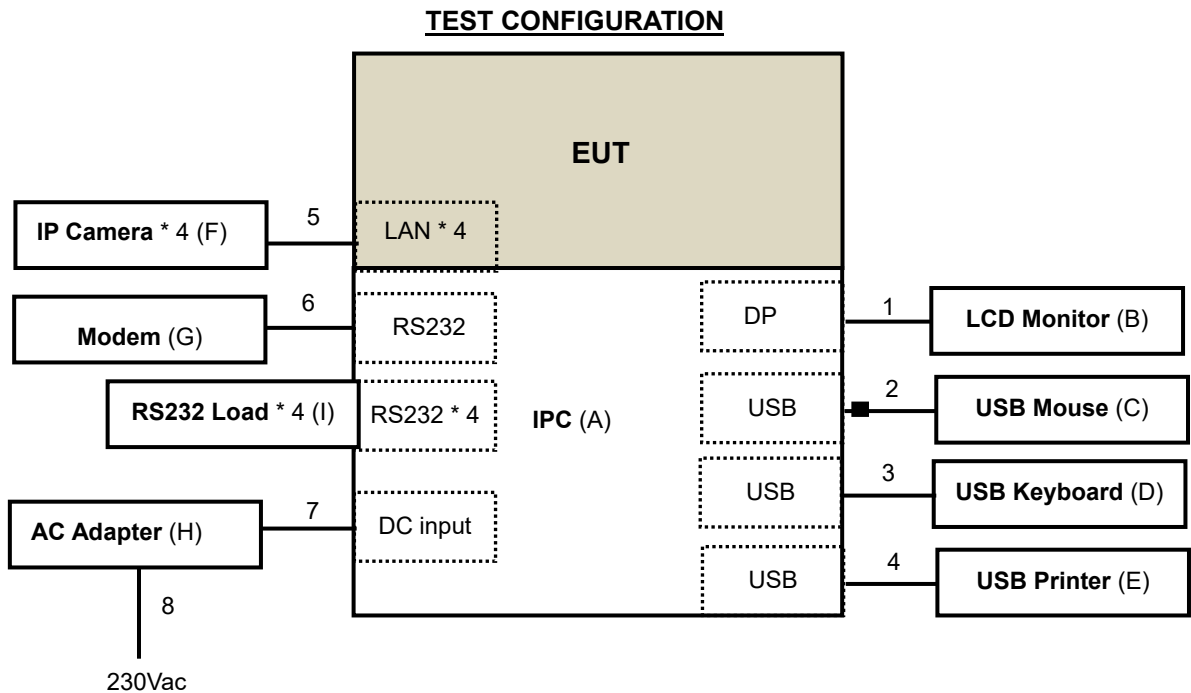 TEST CONFIGURATION
EUT
IP Camera * 4 (F)
5
LAN * 4
Modem (G)
6
RS232
RS232 Load * 4 (I)
RS232 * 4
AC Adapter (H)
7
DC input
8
230Vac
IPC (A)
DP
1
LCD Monitor (B)
USB
2
USB Mouse (C)
USB
3
USB Keyboard (D)
USB
4
USB Printer (E)